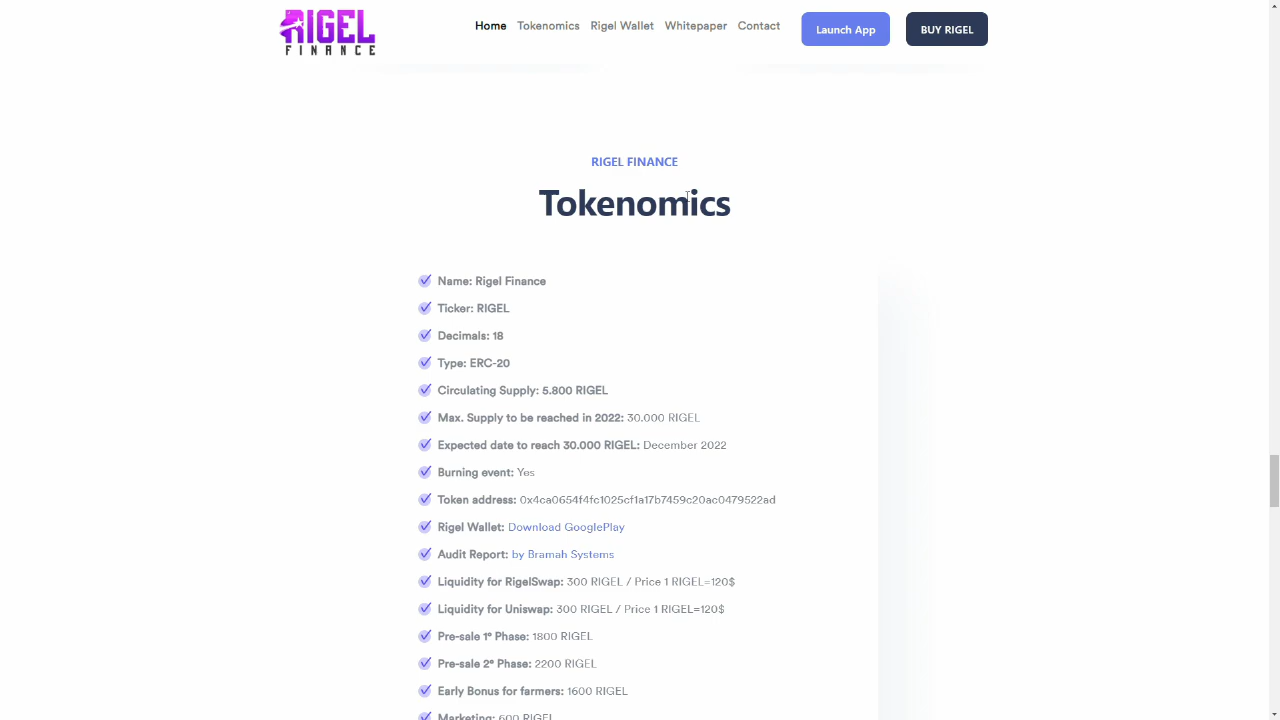 RIGEL
FINANCE
Home Tokenomics Rigel Wallet Whitepaper Contact Launch App BUY RIGEL
RIGEL FINANCE
Tokenomics
Name: Rigel Finance
Ticker: RIGEL
Decimals: 18
Type: ERC-20
Circulating Supply: 5.800 RIGEL
Max. Supply to be reached in 2022: 30.000 RIGEL
Expected date to reach 30.000 RIGEL: December 2022
Burning event: Yes
Token address: 0x4ca0654f4fc1025cf1a17b7459c20ac0479522ad
Rigel Wallet: Download GooglePlay
Audit Report: by Bramah Systems
Liquidity for RigelSwap: 300 RIGEL / Price 1 RIGEL=120$
Liquidity for Uniswap: 300 RIGEL / Price 1 RIGEL=120$
Pre-sale 1° Phase: 1800 RIGEL
Pre-sale 2° Phase: 2200 RIGEL
Early Bonus for farmers: 1600 RIGEL
Marketing: 600 RIGEL